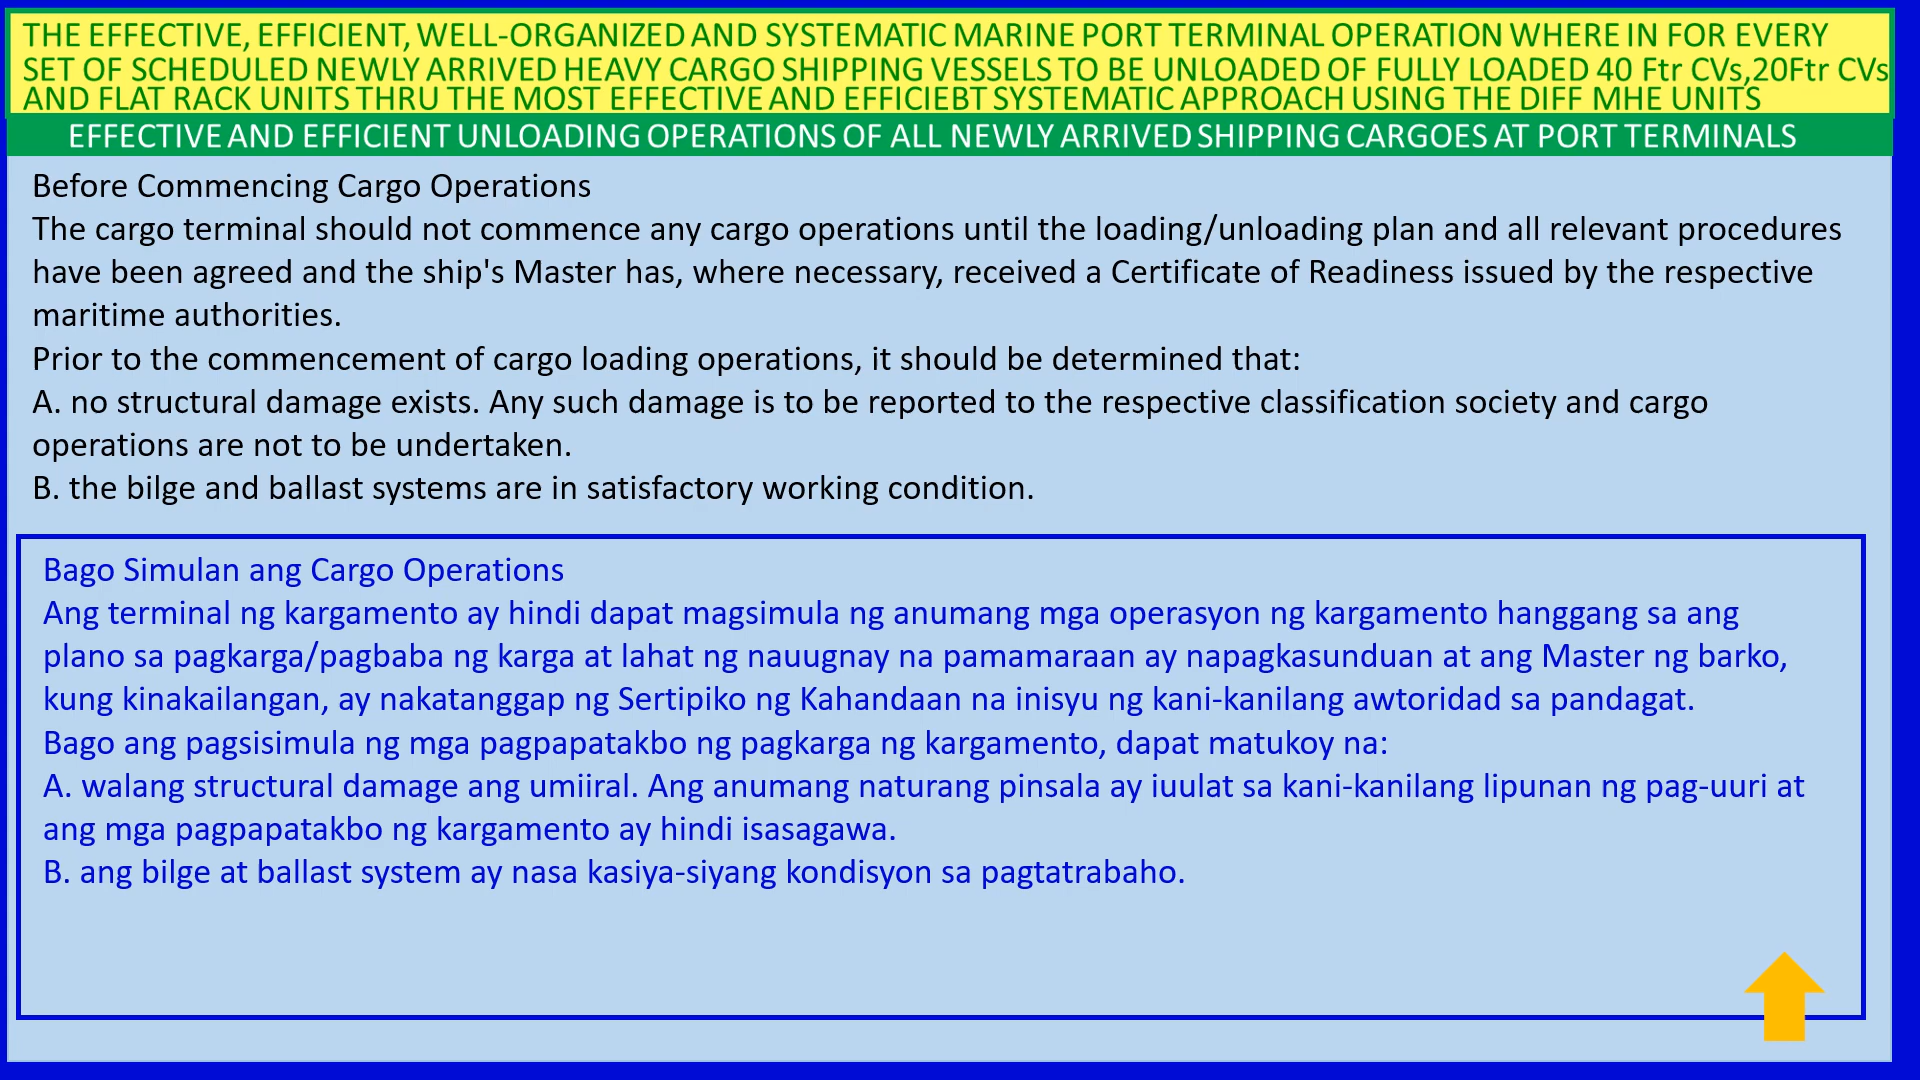 THE EFFECTIVE, EFFICIENT, WELL-ORGANIZED AND SYSTEMATIC MARINE PORT TERMINAL OPERATION WHERE IN FOR EVERY
SET OF SCHEDULED NEWLY ARRIVED HEAVY CARGO SHIPPING VESSELS TO BE UNLOADED OF FULLY LOADED 40 Ftr CVs,20Ftr CVs
AND FLAT RACK UNITS THRU THE MOST EFFECTIVE AND EFFICIEBT SYSTEMATIC APPROACH USING THE DIFF MHE UNITS
EFFECTIVE AND EFFICIENT UNLOADING OPERATIONS OF ALL NEWLY ARRIVED SHIPPING CARGOES AT PORT TERMINALS
Before Commencing Cargo Operations
The cargo terminal should not commence any cargo operations until the loading/unloading plan and all relevant procedures
have been agreed and the ship's Master has, where necessary, received a Certificate of Readiness issued by the respective
maritime authorities.
Prior to the commencement of cargo loading operations, it should be determined that:
A. no structural damage exists. Any such damage is to be reported to the respective classification society and cargo
operations are not to be undertaken.
B. the bilge and ballast systems are in satisfactory working condition.
Bago Simulan ang Cargo Operations
Ang terminal ng kargamento ay hindi dapat magsimula ng anumang mga operasyon ng kargamento hanggang sa ang
plano sa pagkarga/pagbaba ng karga at lahat ng nauugnay na pamamaraan ay napagkasunduan at ang Master ng barko,
kung kinakailangan, ay nakatanggap ng Sertipiko ng Kahandaan na inisyu ng kani-kanilang awtoridad sa pandagat.
Bago ang pagsisimula ng mga pagpapatakbo ng pagkarga ng kargamento, dapat matukoy na:
A. walang structural damage ang umiiral. Ang anumang naturang pinsala ay iuulat sa kani-kanilang lipunan ng pag-uuri at
ang mga pagpapatakbo ng kargamento ay hindi isasagawa.
B. ang bilge at ballast system ay nasa kasiya-siyang kondisyon sa pagtatrabaho.